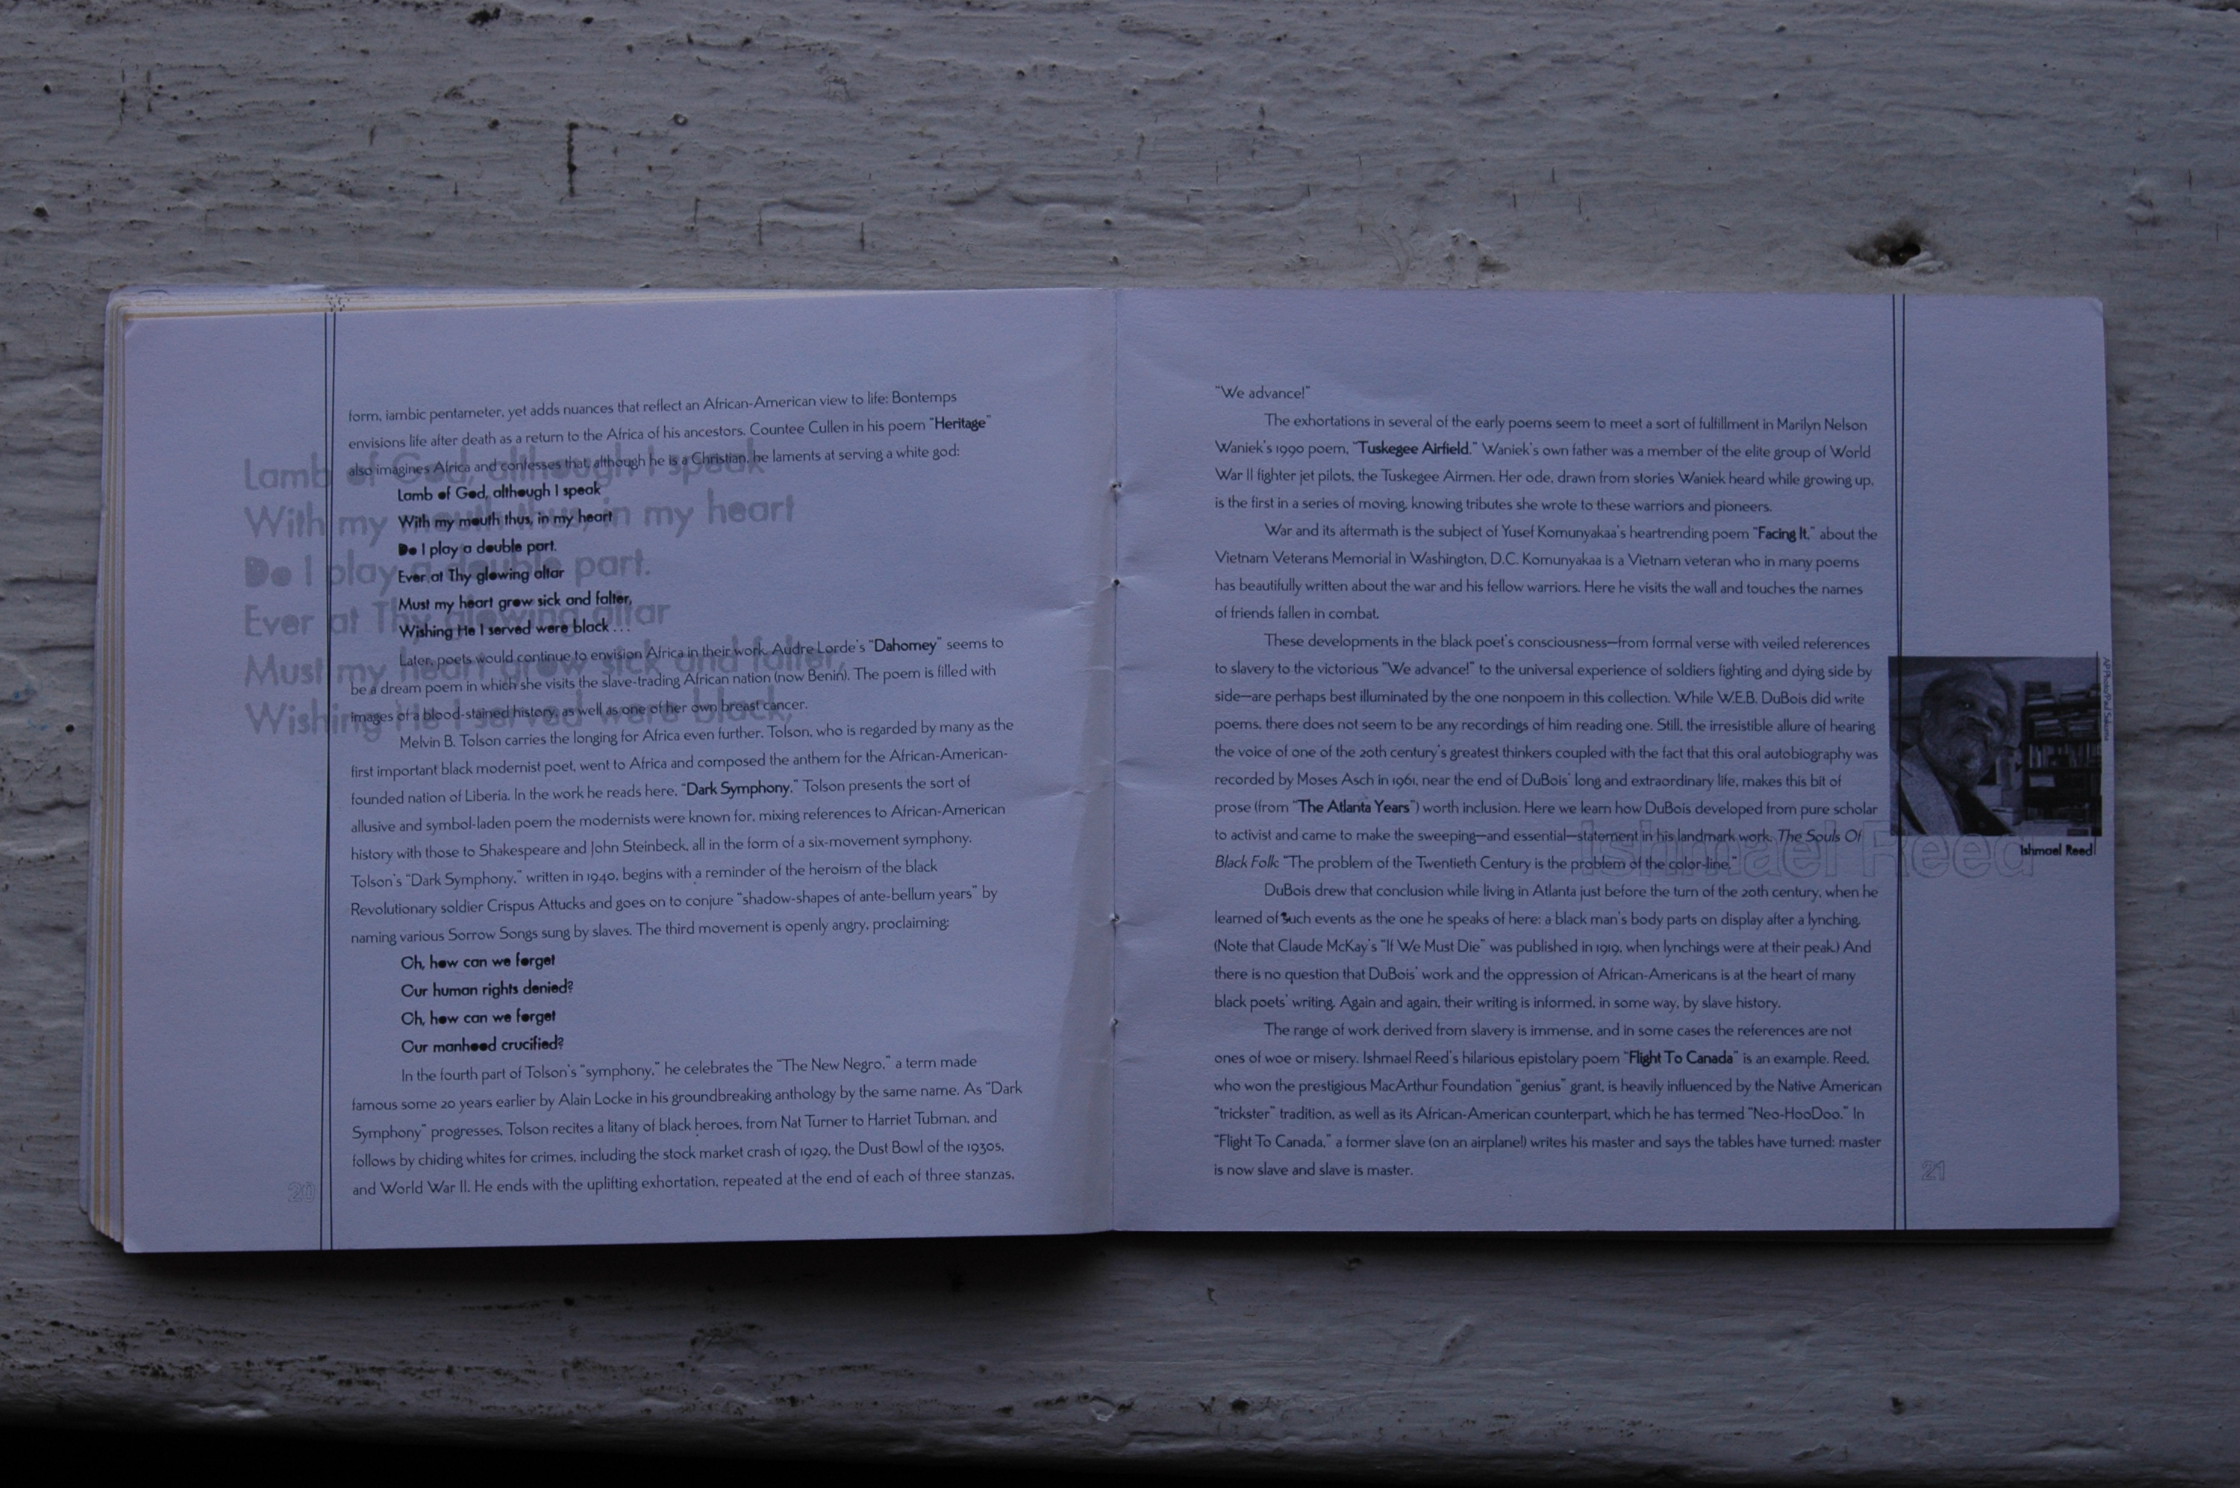 form, iambic pentameter, yet adds nuances that reflect an African-American view to life: Bontemps
envisions life after death as a return to the Africa of his ancestors. Countee Cullen in his poem "Heritage"
also imagines Africa and confesses that, although he is a Christian, he laments at serving a white god:
Lamb of God, although I speak
With my mouth thus, in my heart
Do I play a double part.
Ever at Thy glowing altar
Must my heart grow sick and falter,
Wishing He I served were black . . .
Lamb of God, although I speak
With my mouth thus, in my heart
Do I play a double part.
Ever at Thy glowing altar
Must my heart grow sick and falter,
Wishing He I served were black,
Later, poets would continue to envision Africa in their work. Audre Lorde's "Dahomey" seems to
be a dream poem in which she visits the slave-trading African nation (now Benin). The poem is filled with
images of a blood-stained history, as well as one of her own breast cancer.
Melvin B. Tolson carries the longing for Africa even further. Tolson, who is regarded by many as the
first important black modernist poet, went to Africa and composed the anthem for the African-American-
founded nation of Liberia. In the work he reads here, "Dark Symphony," Tolson presents the sort of
allusive and symbol-laden poem the modernists were known for, mixing references to African-American
history with those to Shakespeare and John Steinbeck, all in the form of a six-movement symphony.
Tolson's "Dark Symphony," written in 1940, begins with a reminder of the heroism of the black
Revolutionary soldier Crispus Attucks and goes on to conjure "shadow-shapes of ante-bellum years" by
naming various Sorrow Songs sung by slaves. The third movement is openly angry, proclaiming:
Oh, how can we forget
Our human rights denied?
Oh, how can we forget
Our manhood crucified?
In the fourth part of Tolson's "symphony," he celebrates the "The New Negro," a term made
famous some 20 years earlier by Alain Locke in his groundbreaking anthology by the same name. As "Dark
Symphony" progresses, Tolson recites a litany of black heroes, from Nat Turner to Harriet Tubman, and
follows by chiding whites for crimes, including the stock market crash of 1929, the Dust Bowl of the 1930s,
and World War II. He ends with the uplifting exhortation, repeated at the end of each of three stanzas,
20
"We advance!"
The exhortations in several of the early poems seem to meet a sort of fulfillment in Marilyn Nelson
Waniek's 1990 poem, "Tuskegee Airfield." Waniek's own father was a member of the elite group of World
War II fighter jet pilots, the Tuskegee Airmen. Her ode, drawn from stories Waniek heard while growing up,
is the first in a series of moving, knowing tributes she wrote to these warriors and pioneers.
War and its aftermath is the subject of Yusef Komunyakaa's heartrending poem "Facing It," about the
Vietnam Veterans Memorial in Washington, D.C. Komunyakaa is a Vietnam veteran who in many poems
has beautifully written about the war and his fellow warriors. Here he visits the wall and touches the names
of friends fallen in combat.
These developments in the black poet's consciousness—from formal verse with veiled references
to slavery to the victorious "We advance!" to the universal experience of soldiers fighting and dying side by
side—are perhaps best illuminated by the one nonpoem in this collection. While W.E.B. DuBois did write
poems, there does not seem to be any recordings of him reading one. Still, the irresistible allure of hearing
the voice of one of the 20th century's greatest thinkers coupled with the fact that this oral autobiography was
recorded by Moses Asch in 1961, near the end of DuBois' long and extraordinary life, makes this bit of
prose (from "The Atlanta Years") worth inclusion. Here we learn how DuBois developed from pure scholar
to activist and came to make the sweeping—and essential—statement in his landmark work, The Souls Of
Black Folk: "The problem of the Twentieth Century is the problem of the color-line."
DuBois drew that conclusion while living in Atlanta just before the turn of the 20th century, when he
learned of such events as the one he speaks of here: a black man's body parts on display after a lynching.
(Note that Claude McKay's "If We Must Die" was published in 1919, when lynchings were at their peak.) And
there is no question that DuBois' work and the oppression of African-Americans is at the heart of many
black poets' writing. Again and again, their writing is informed, in some way, by slave history.
The range of work derived from slavery is immense, and in some cases the references are not
ones of woe or misery. Ishmael Reed's hilarious epistolary poem "Flight To Canada" is an example. Reed,
who won the prestigious MacArthur Foundation "genius" grant, is heavily influenced by the Native American
"trickster" tradition, as well as its African-American counterpart, which he has termed "Neo-HooDoo." In
"Flight To Canada," a former slave (on an airplane!) writes his master and says the tables have turned: master
is now slave and slave is master.
Ishmael Reed
Ishmael Reed
21